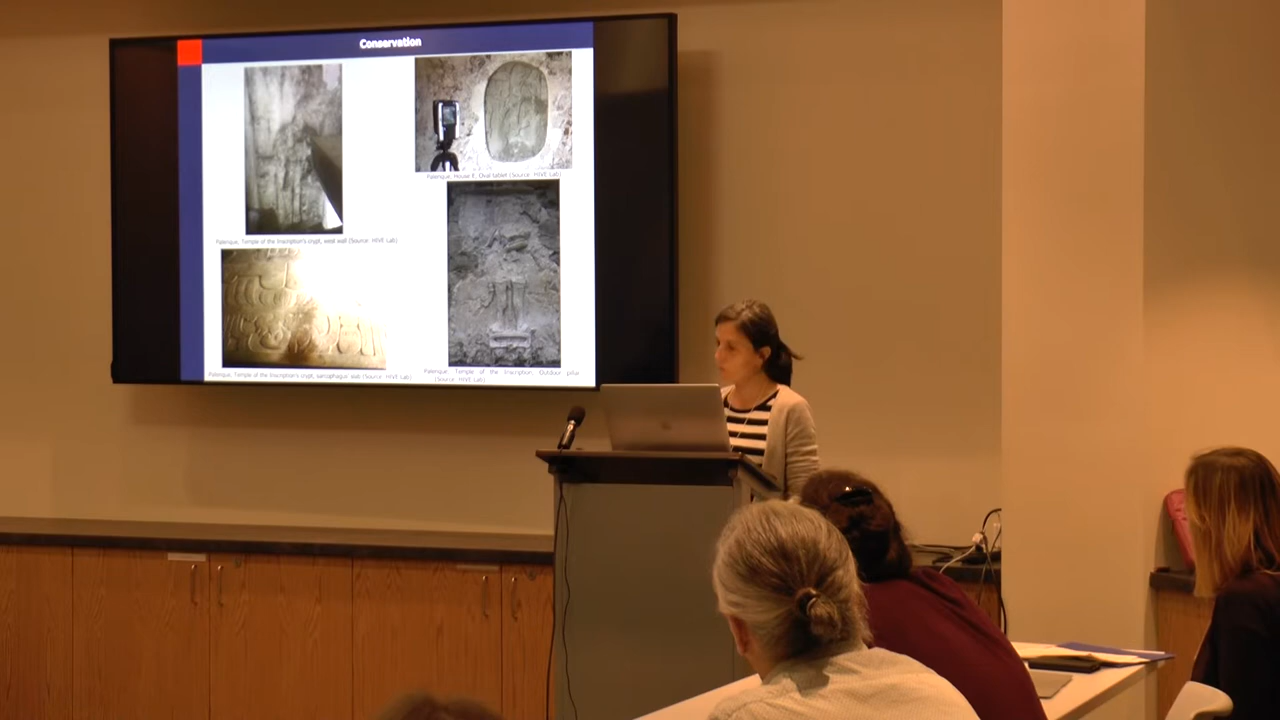 Conservation
Palenque, House E, Oval tablet (Source: HIVE Lab)
Palenque, Temple of the Inscription's crypt, west wall (Source: HIVE Lab)
Palenque, Temple of the Inscription's crypt, sarcophagus slab (Source: HIVE Lab)
Palenque, Temple of the Inscription, Outdoor pillar
(Source: HIVE Lab)